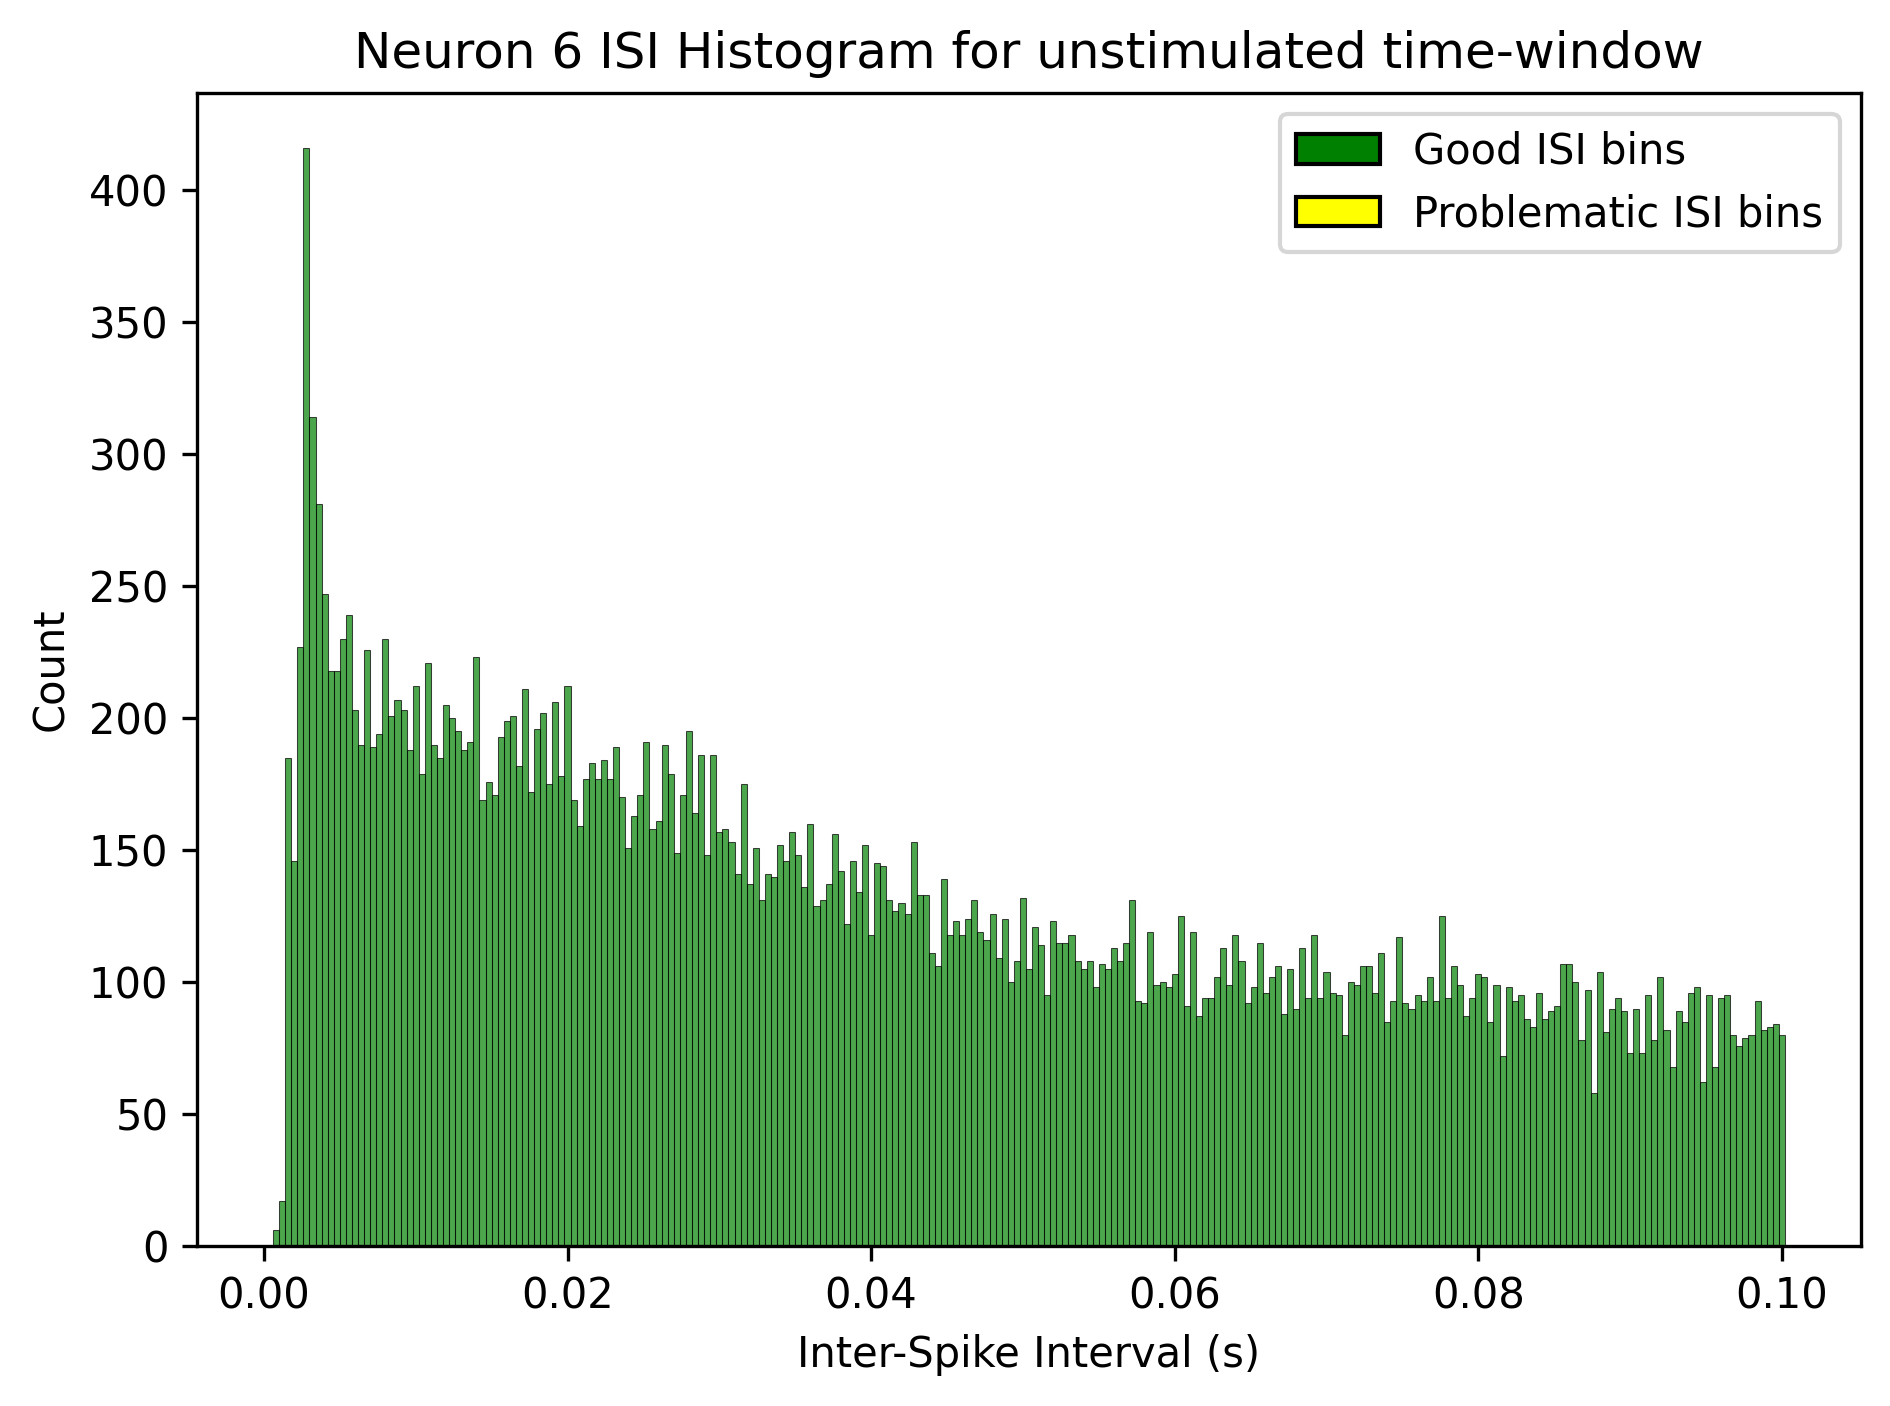 Neuron 6 ISI Histogram for unstimulated time-window
Good ISI bins
Problematic ISI bins
Count
400
350
300
250
200
150
100
50
0
0.00 0.02 0.04 0.06 0.08 0.10
Inter-Spike Interval (s)